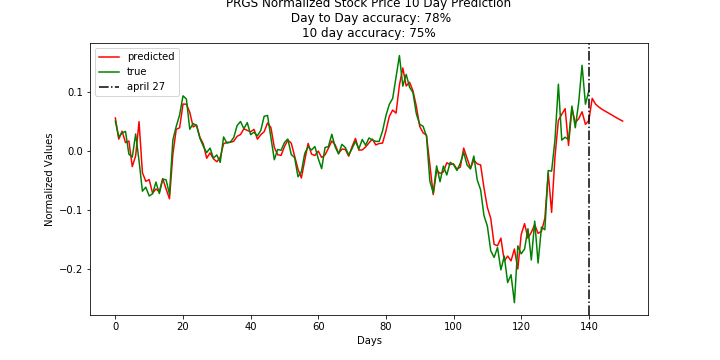 PRGS Normalized Stock Price 10 Day Prediction
Day to Day accuracy: 78%
10 day accuracy: 75%
predicted
true
april 27
0.1
0.0
−0.1
−0.2
Normalized Values
0
20
40
60
80
100
120
140
Days